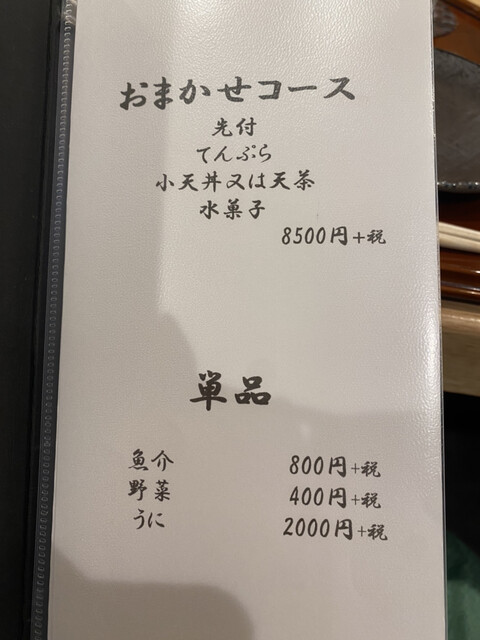 おまかせコース
先付
てんぷら
小天丼又は天茶
水菓子
8500円+税
単品
魚介 800円+税
野菜 400円+税
うに 2000円+税